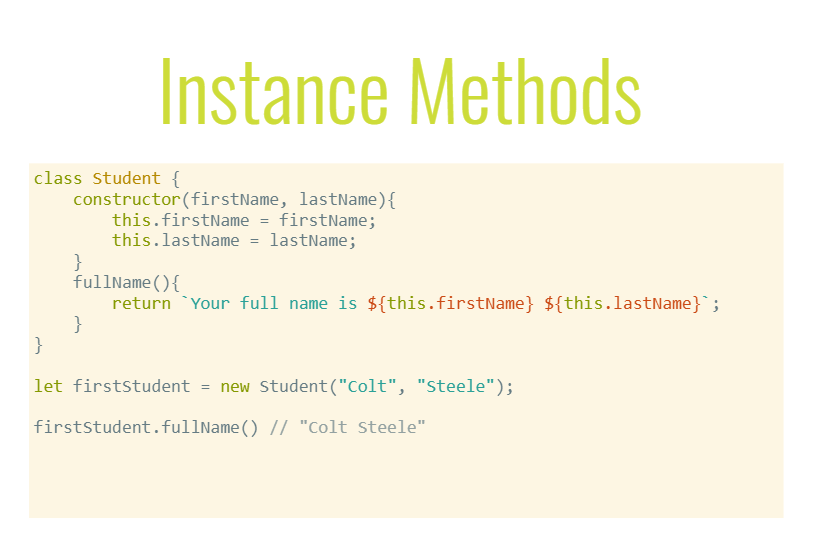 Instance Methods
class Student {
    constructor(firstName, lastName){
        this.firstName = firstName;
        this.lastName = lastName;
    }
    fullName(){
        return `Your full name is ${this.firstName} ${this.lastName}`;
    }
}
let firstStudent = new Student("Colt", "Steele");
firstStudent.fullName() // "Colt Steele"